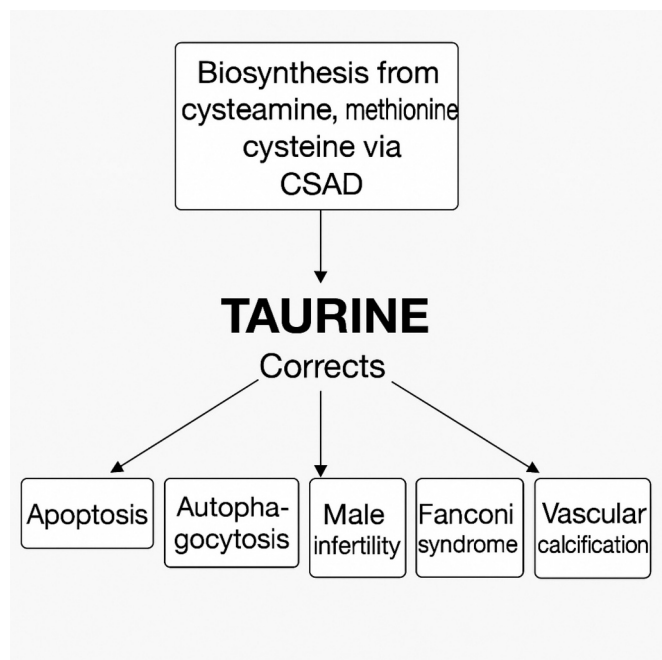 Biosynthesis from
cysteamine, methionine
cysteine via
CSAD
TAURINE
Corrects
Apoptosis
Autopha-
gocytosis
Male
infertility
Fanconi
syndrome
Vascular
calcification